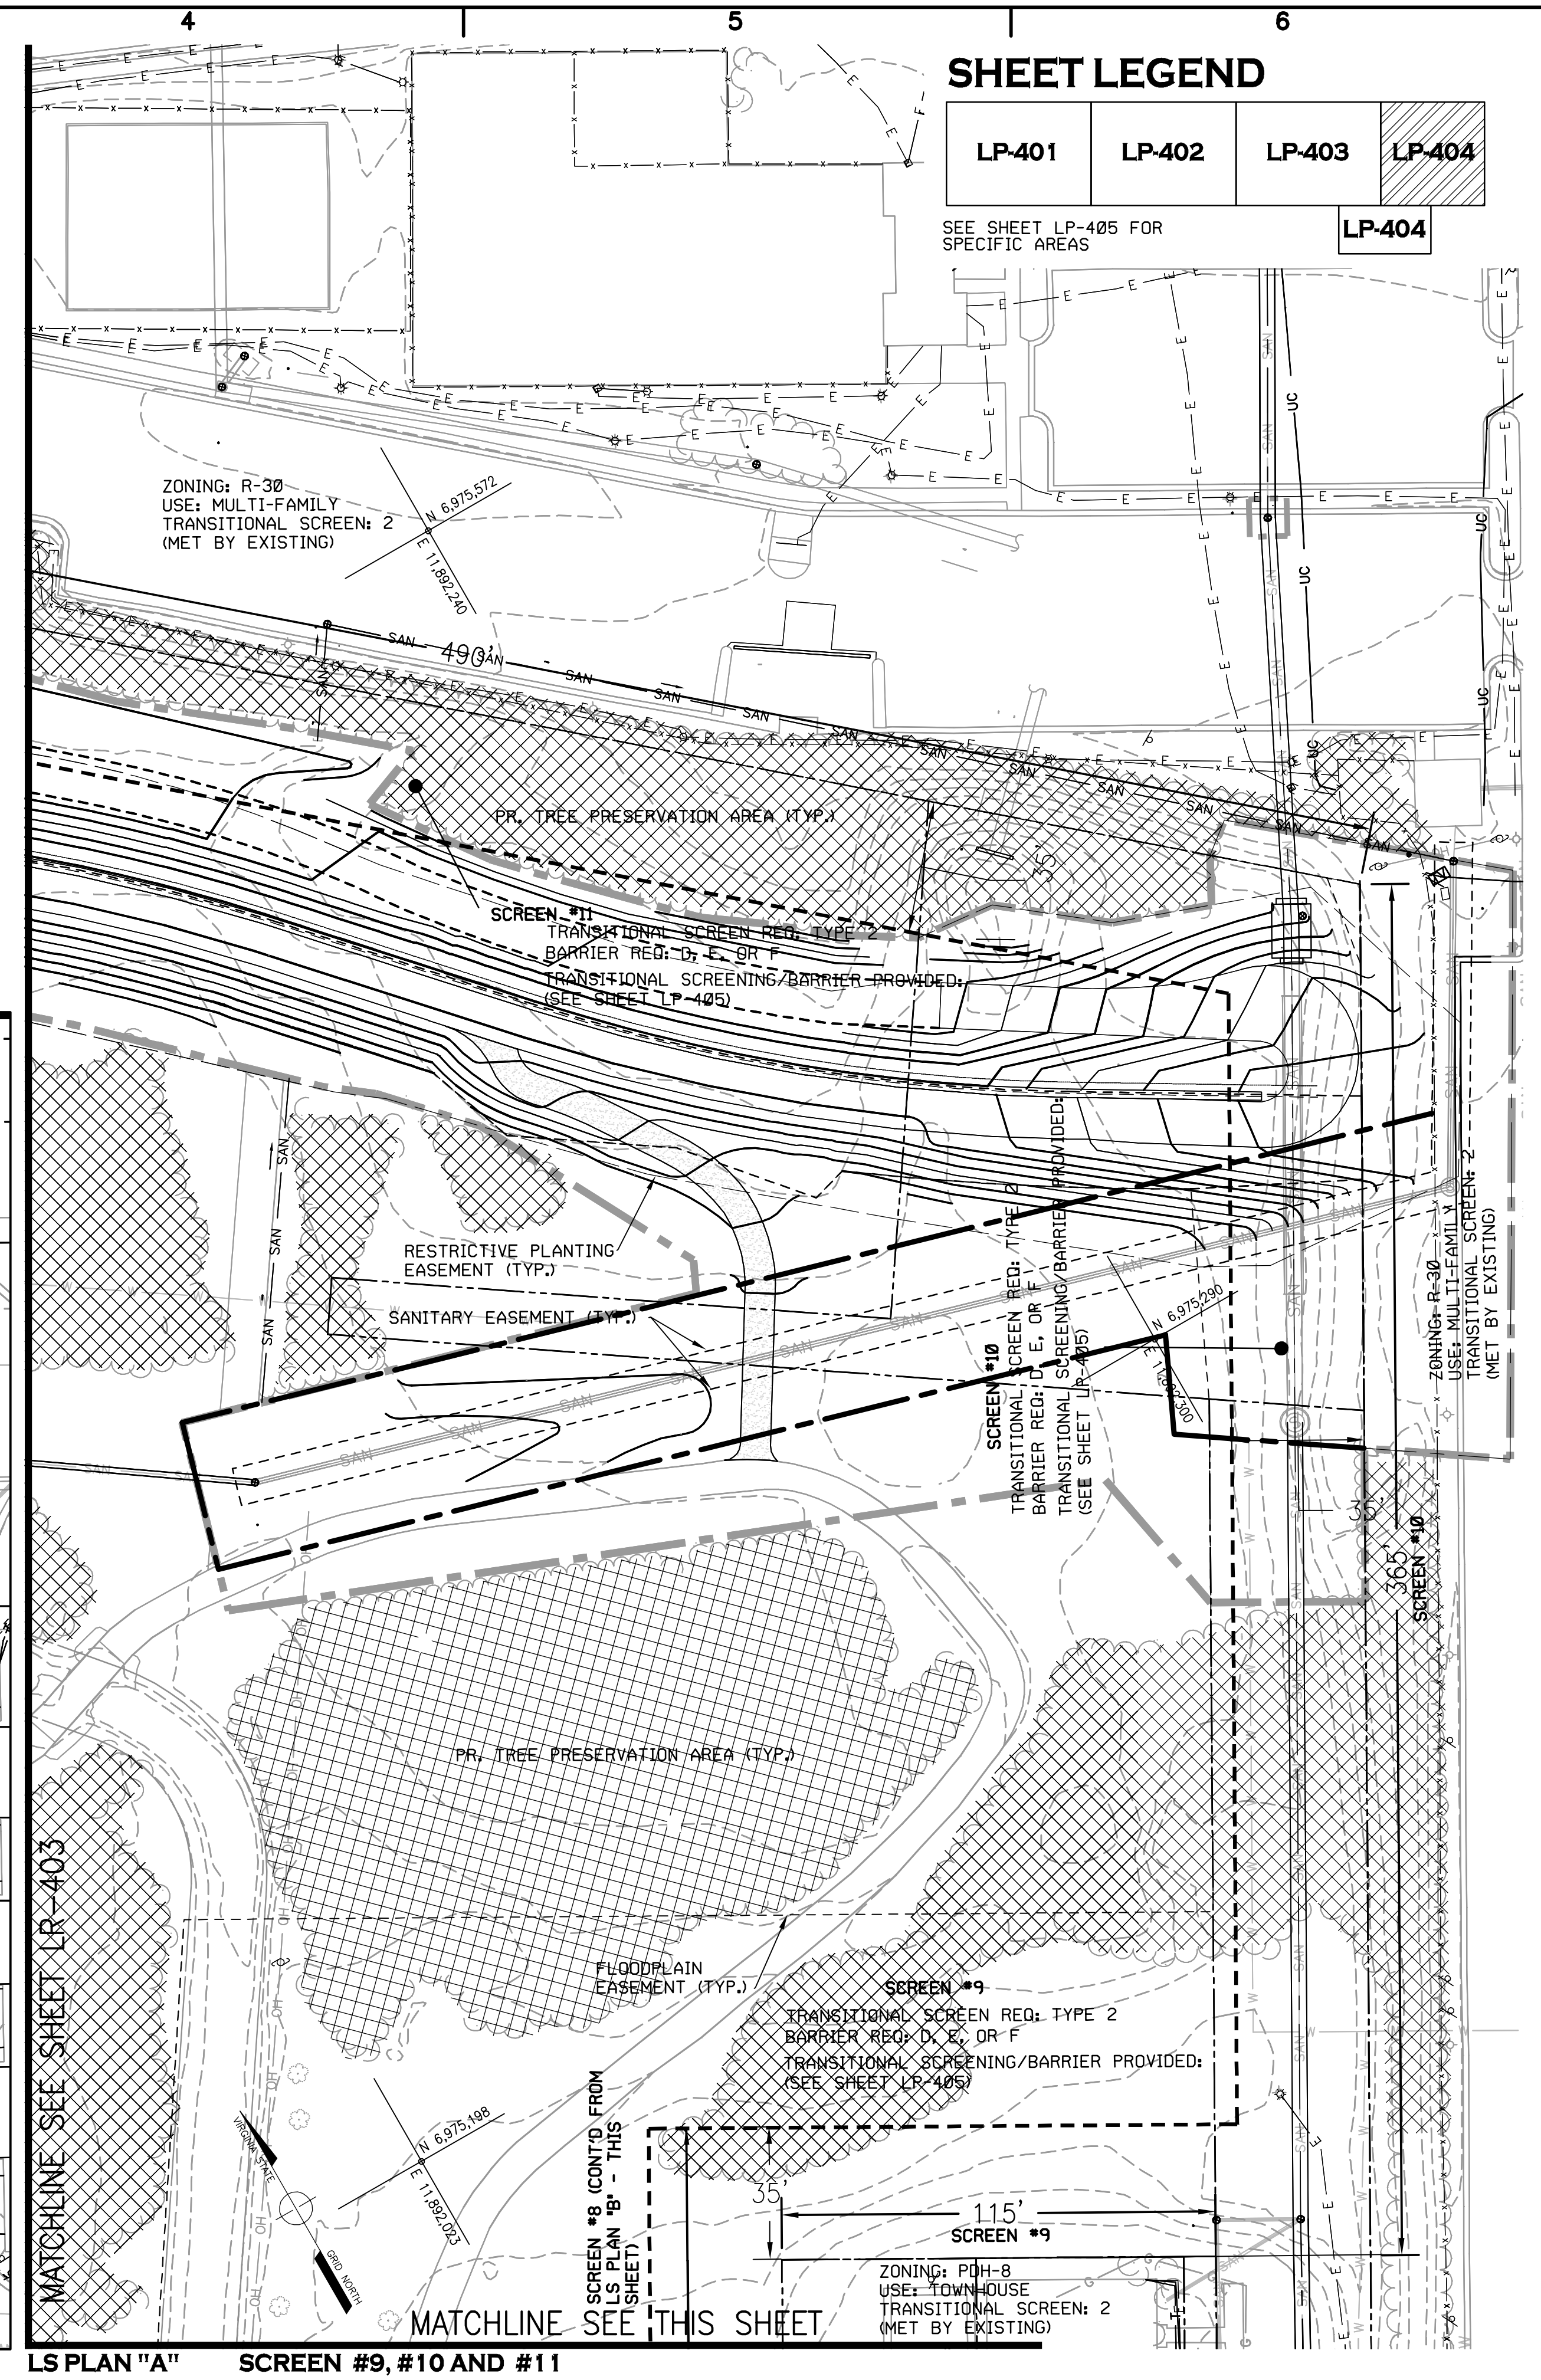 4
5
6
SHEET LEGEND
LP-401
LP-402
LP-403
LP-404
LP-404
SEE SHEET LP-405 FOR
SPECIFIC AREAS
ZONING: R-30
USE: MULTI-FAMILY
TRANSITIONAL SCREEN: 2
(MET BY EXISTING)
N 6,975,572
E 11,892,240
490'
PR. TREE PRESERVATION AREA (TYP.)
35'
SCREEN #11
TRANSITIONAL SCREEN REQ: TYPE 2
BARRIER REQ: D, E, OR F
TRANSITIONAL SCREENING/BARRIER PROVIDED:
(SEE SHEET LP-405)
RESTRICTIVE PLANTING
EASEMENT (TYP.)
SANITARY EASEMENT (TYP.)
SCREEN #10
TRANSITIONAL SCREEN REQ: TYPE 2
BARRIER REQ: D, E, OR F
TRANSITIONAL SCREENING/BARRIER PROVIDED:
(SEE SHEET LP-405)
N 6,975,290
ZONING: R-30
USE: MULTI-FAMILY
TRANSITIONAL SCREEN: 2
(MET BY EXISTING)
35'
365'
SCREEN #10
PR. TREE PRESERVATION AREA (TYP.)
FLOODPLAIN
EASEMENT (TYP.)
SCREEN #9
TRANSITIONAL SCREEN REQ: TYPE 2
BARRIER REQ: D, E, OR F
TRANSITIONAL SCREENING/BARRIER PROVIDED:
(SEE SHEET LP-405)
SCREEN #8 (CONT'D FROM
LS PLAN "B" - THIS
SHEET)
N 6,975,198
E 11,892,023
VIRGINIA STATE
GRID NORTH
35'
115'
SCREEN #9
ZONING: PDH-8
USE: TOWNHOUSE
TRANSITIONAL SCREEN: 2
(MET BY EXISTING)
MATCHLINE SEE SHEET LR-403
MATCHLINE SEE THIS SHEET
LS PLAN "A"
SCREEN #9, #10 AND #11